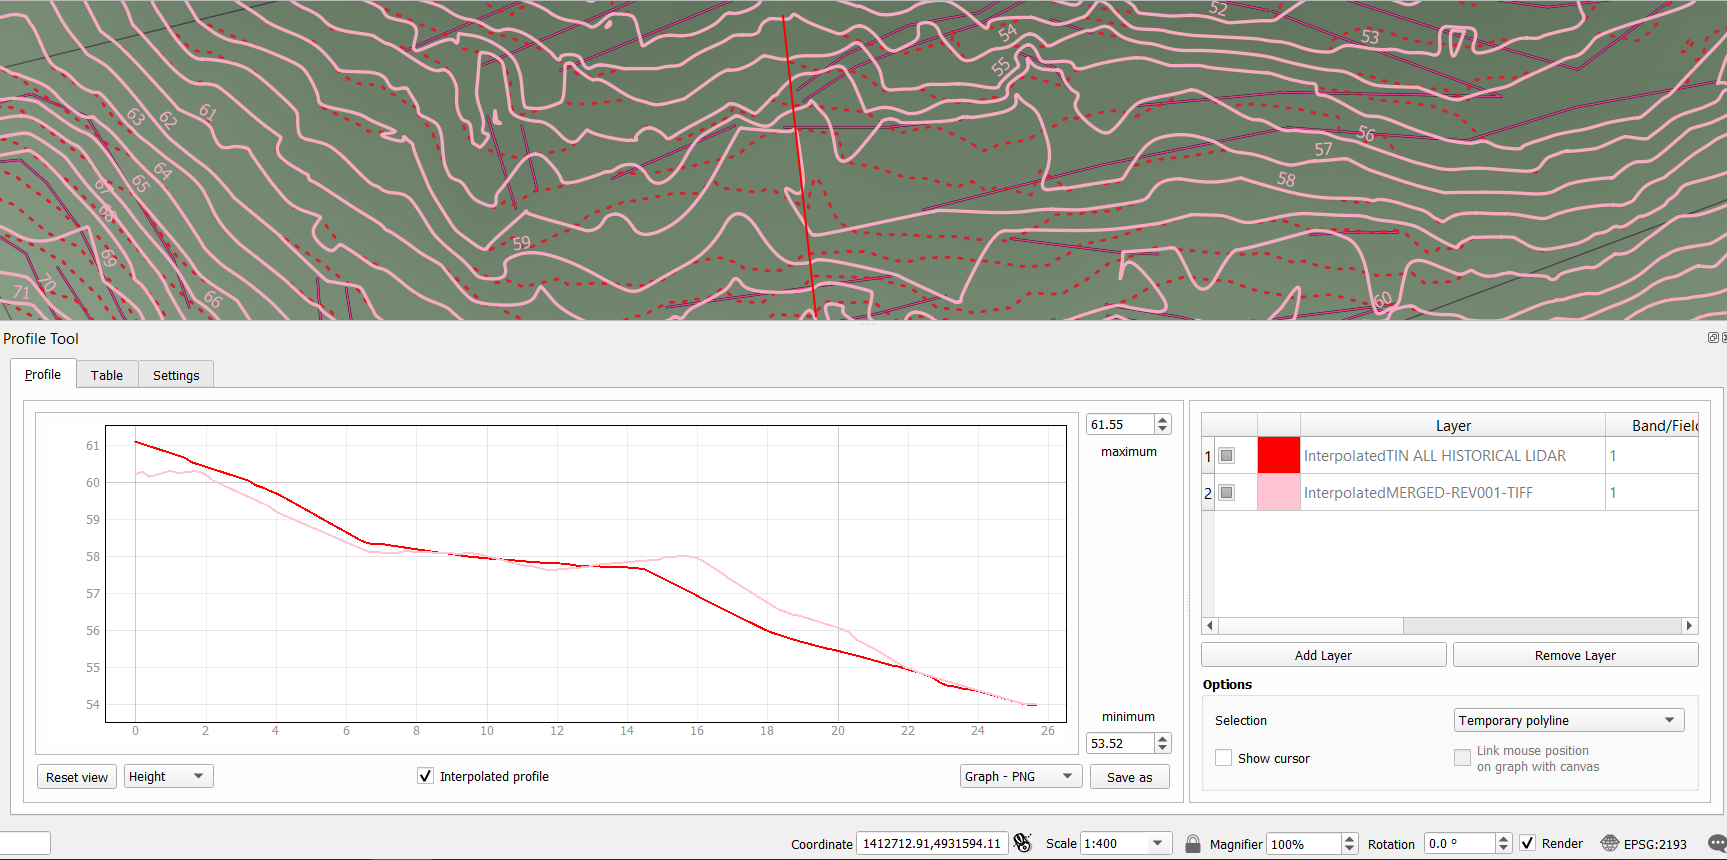 52
54
53
55
61
62
63
56
57
64
65
58
67
68
59
69
70
71
66
60
Profile Tool
Profile
Table
Settings
61
60
59
58
57
56
55
54
0 2 4 6 8 10 12 14 16 18 20 22 24 26
61.55
maximum
minimum
53.52
Layer Band/Field
1 InterpolatedTIN ALL HISTORICAL LIDAR 1
2 InterpolatedMERGED-REV001-TIFF 1
Add Layer
Remove Layer
Options
Selection Temporary polyline
Show cursor
Link mouse position
on graph with canvas
Reset view
Height
Interpolated profile
Graph - PNG
Save as
Coordinate 1412712.91,4931594.11 Scale 1:400 Magnifier 100% Rotation 0.0 ° Render EPSG:2193